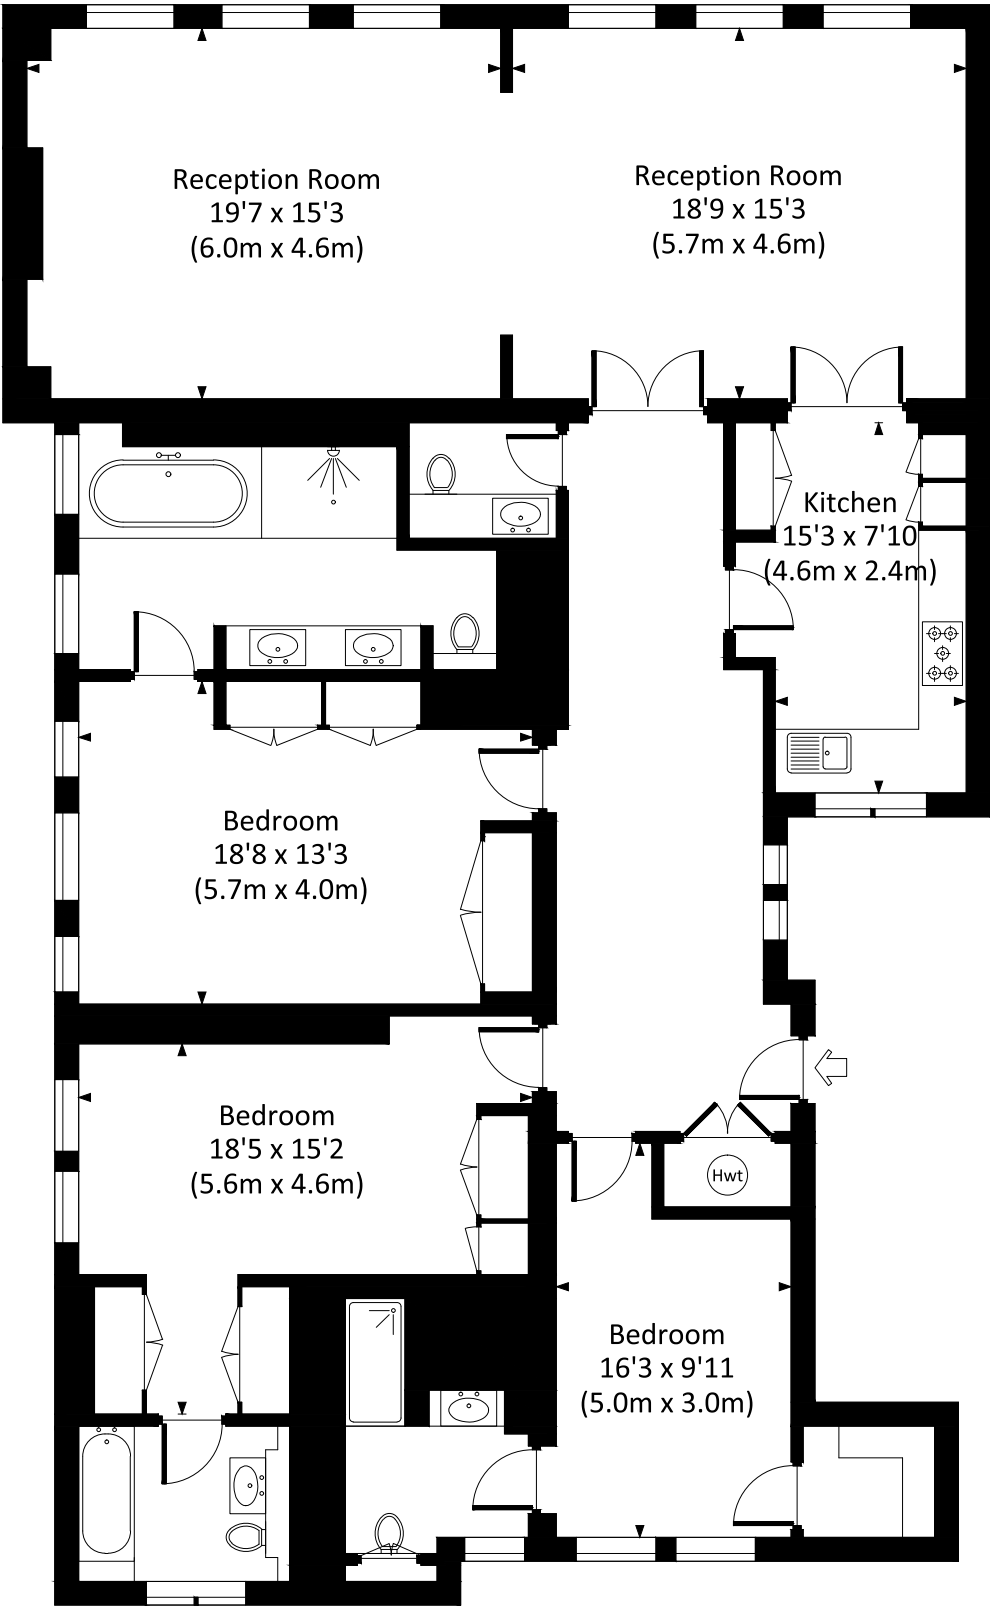 Reception Room
19'7 x 15'3
(6.0m x 4.6m)
Reception Room
18'9 x 15'3
(5.7m x 4.6m)
Kitchen
15'3 x 7'10
(4.6m x 2.4m)
Bedroom
18'8 x 13'3
(5.7m x 4.0m)
Bedroom
18'5 x 15'2
(5.6m x 4.6m)
Hwt
Bedroom
16'3 x 9'11
(5.0m x 3.0m)